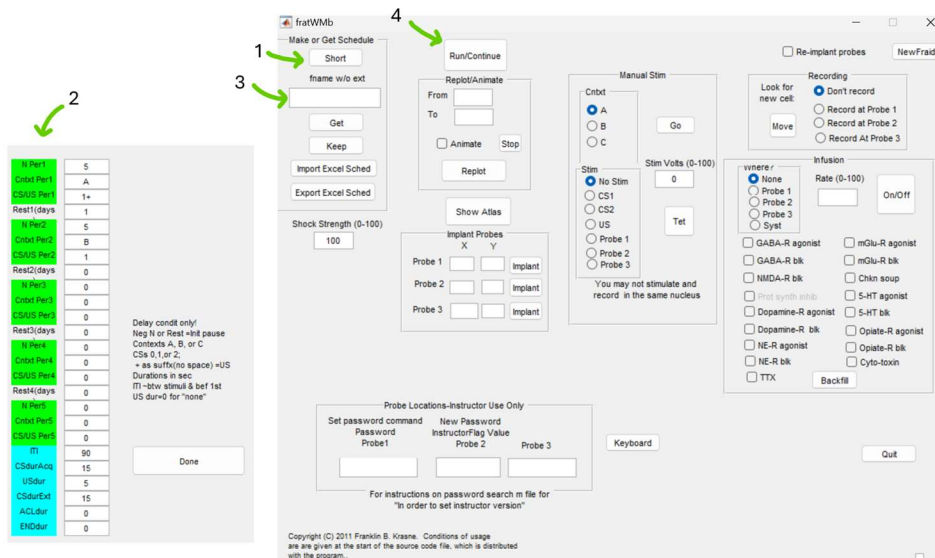 4
fratWMb
1
Make or Get Schedule
Short
fname w/o ext
3
Get
Keep
Import Excel Sched
Export Excel Sched
Shock Strength (0-100)
100
Run/Continue
Replot/Animate
From
To
Animate
Stop
Replot
Show Atlas
Implant Probes
X Y
Probe 1
Implant
Probe 2
Implant
Probe 3
Implant
Manual Stim
Cntxt
A
B
C
Go
Stim
No Stim
CS1
CS2
US
Probe 1
Probe 2
Probe 3
Stim Volts (0-100)
0
Tet
You may not stimulate and
record in the same nucleus
Re-implant probes
NewFraid
Recording
Look for
new cell:
Move
Don't record
Record at Probe 1
Record at Probe 2
Record At Probe 3
Infusion
Where?
None
Probe 1
Probe 2
Probe 3
Syst
Rate (0-100)
On/Off
GABA-R agonist
GABA-R blk
NMDA-R blk
Prot synth inhib
Dopamine-R agonist
Dopamine-R blk
NE-R agonist
NE-R blk
TTX
mGlu-R agonist
mGlu-R blk
Chkn soup
5-HT agonist
5-HT blk
Opiate-R agonist
Opiate-R blk
Cyto-toxin
Backfill
2
N Per1 5
Cntxt Per1 A
CS/US Per1 1+
Rest1(days 1
N Per2 5
Cntxt Per2 B
CS/US Per2 1
Rest2(days 0
N Per3 0
Cntxt Per3 0
CS/US Per3 0
Rest3(days 0
N Per4 0
Cntxt Per4 0
CS/US Per4 0
Rest4(days 0
N Per5 0
Cntxt Per5 0
CS/US Per5 0
ITI 90
CSdurAcq 15
USdur 5
CSdurExt 15
ACLdur 0
ENDdur 0
Delay condit only!
Neg N or Rest =Init pause
Contexts A, B, or C
CSs 0,1,or 2;
+ as suffx(no space) =US
Durations in sec
ITI ~btw stimuli & bef 1st
US dur=0 for "none"
Done
Probe Locations-Instructor Use Only
Set password command
Password
Probe1
New Password
InstructorFlag Value
Probe 2
Probe 3
For instructions on password search m file for
"In order to set instructor version"
Keyboard
Quit
Copyright (C) 2011 Franklin B. Krasne. Conditions of usage
are are given at the start of the source code file, which is distributed
with the program..